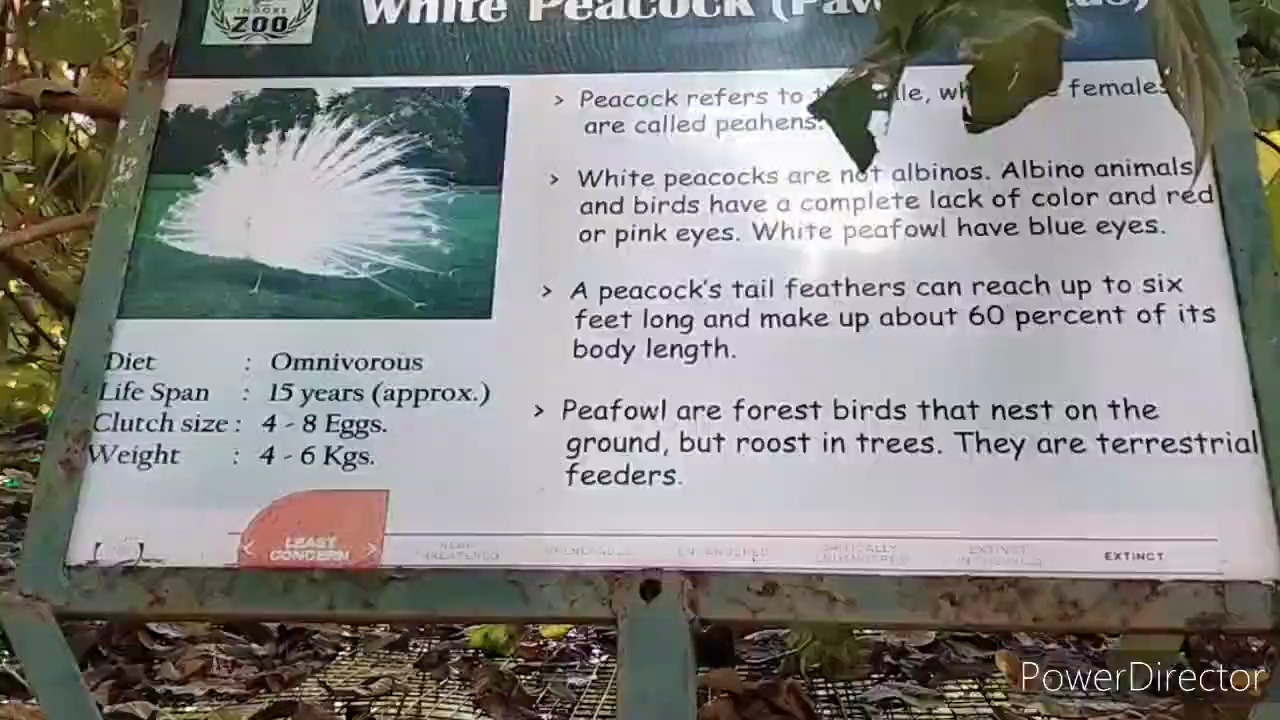 INDORE
ZOO
White Peacock
Peacock refers to
females
are called peahens.
> White peacocks are not albinos. Albino animals
and birds have a complete lack of color and red
or pink eyes. White peafowl have blue eyes.
> A peacock's tail feathers can reach up to six
feet long and make up about 60 percent of its
body length.
> Peafowl are forest birds that nest on the
ground, but roost in trees. They are terrestrial
feeders.
Diet : Omnivorous
Life Span : 15 years (approx.)
Clutch size : 4 - 8 Eggs.
Weight : 4 - 6 Kgs.
< LEAST CONCERN >
EXTINCT
PowerDirector